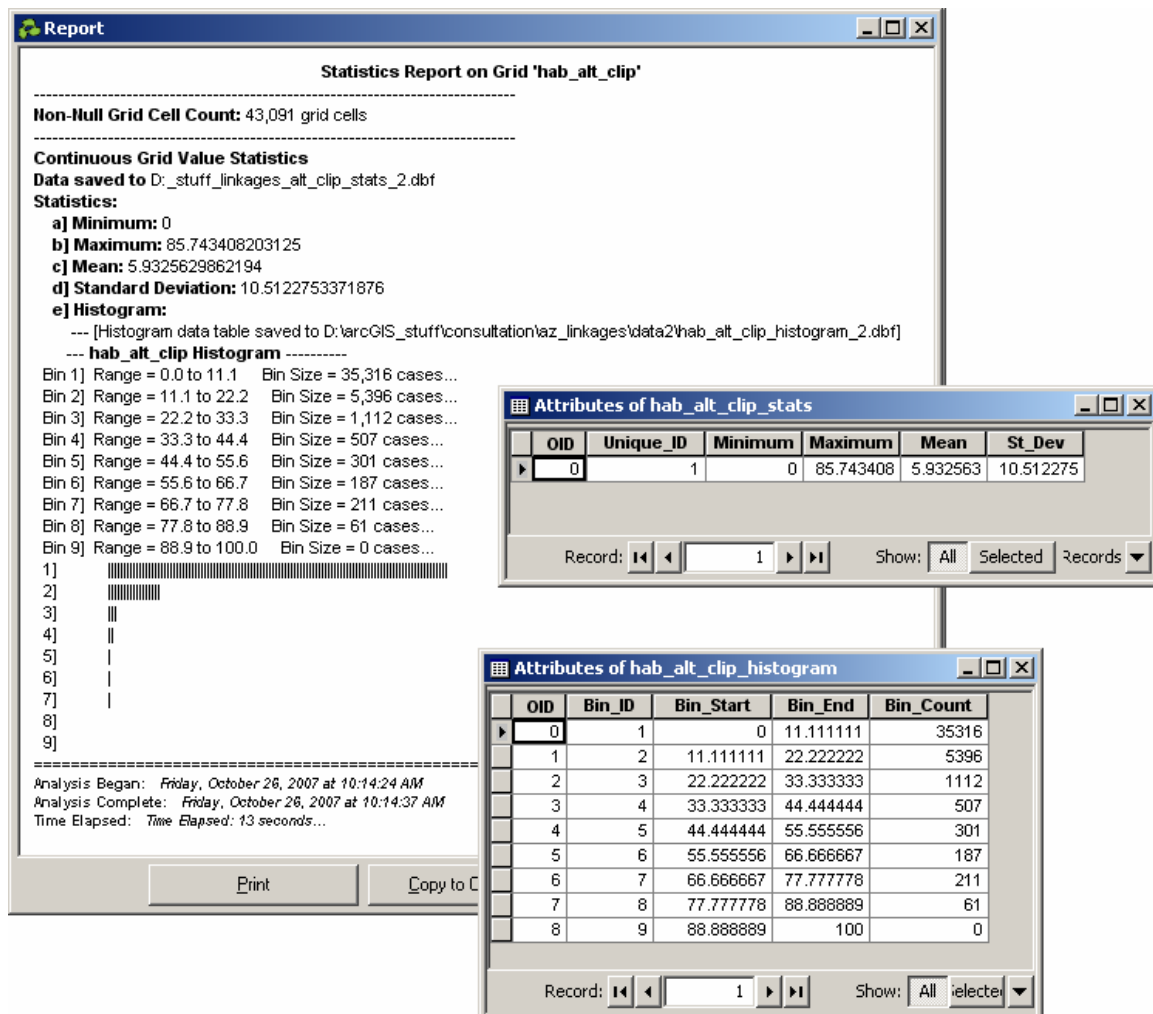 Report
Statistics Report on Grid 'hab_alt_clip'
--------------------------------------------------------------------------------
Non-Null Grid Cell Count: 43,091 grid cells
--------------------------------------------------------------------------------
Continuous Grid Value Statistics
Data saved to D:_stuff_linkages_alt_clip_stats_2.dbf
Statistics:
a] Minimum: 0
b] Maximum: 85.743408203125
c] Mean: 5.9325629862194
d] Standard Deviation: 10.5122753371876
e] Histogram:
--- [Histogram data table saved to D:\arcGIS_stuff\consultation\az_linkages\data2\hab_alt_clip_histogram_2.dbf]
--- hab_alt_clip Histogram ----------
Bin 1] Range = 0.0 to 11.1 Bin Size = 35,316 cases...
Bin 2] Range = 11.1 to 22.2 Bin Size = 5,396 cases...
Bin 3] Range = 22.2 to 33.3 Bin Size = 1,112 cases...
Bin 4] Range = 33.3 to 44.4 Bin Size = 507 cases...
Bin 5] Range = 44.4 to 55.6 Bin Size = 301 cases...
Bin 6] Range = 55.6 to 66.7 Bin Size = 187 cases...
Bin 7] Range = 66.7 to 77.8 Bin Size = 211 cases...
Bin 8] Range = 77.8 to 88.9 Bin Size = 61 cases...
Bin 9] Range = 88.9 to 100.0 Bin Size = 0 cases...
1]
2]
3]
4]
5]
6]
7]
8]
9]
Analysis Began: Friday, October 26, 2007 at 10:14:24 AM
Analysis Complete: Friday, October 26, 2007 at 10:14:37 AM
Time Elapsed: Time Elapsed: 13 seconds...
Print Copy to C
Attributes of hab_alt_clip_stats
OID Unique_ID Minimum Maximum Mean St_Dev
0 1 0 85.743408 5.932563 10.512275
Record: 1 Show: All Selected Records
Attributes of hab_alt_clip_histogram
OID Bin_ID Bin_Start Bin_End Bin_Count
0 1 0 11.111111 35316
1 2 11.111111 22.222222 5396
2 3 22.222222 33.333333 1112
3 4 33.333333 44.444444 507
4 5 44.444444 55.555556 301
5 6 55.555556 66.666667 187
6 7 66.666667 77.777778 211
7 8 77.777778 88.888889 61
8 9 88.888889 100 0
Record: 1 Show: All Selected